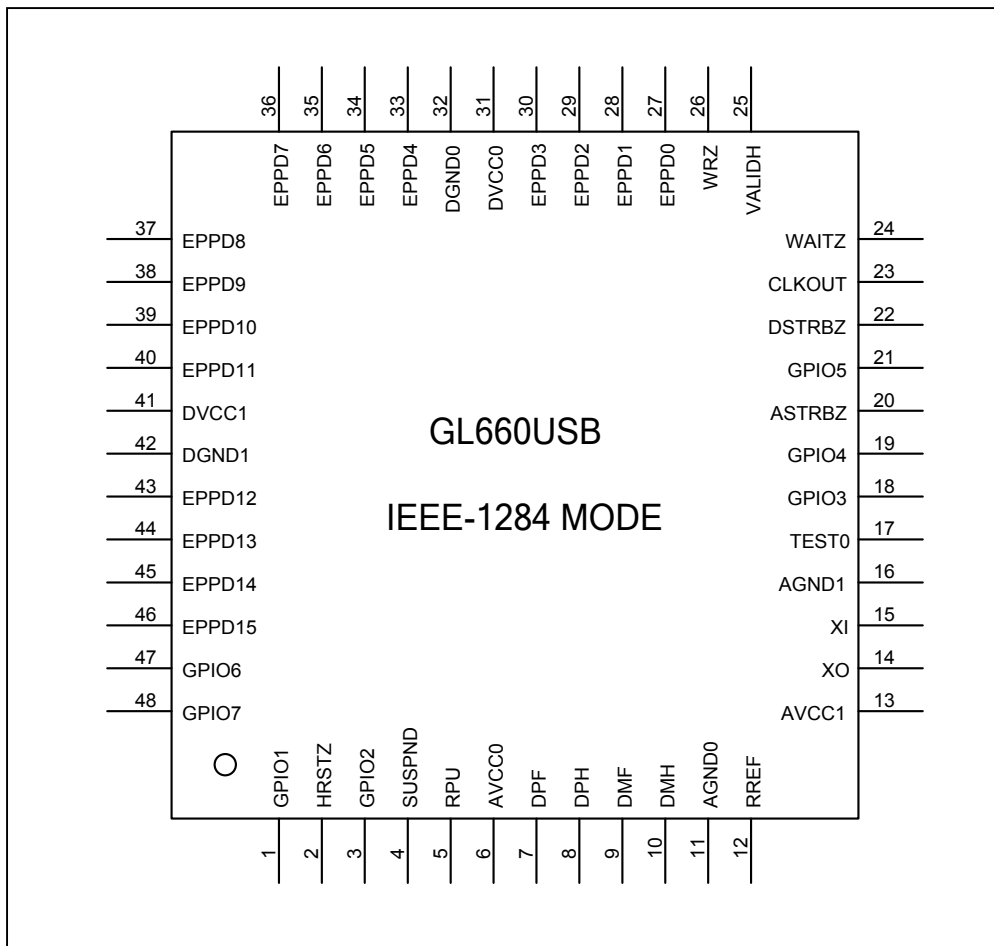 36 35 34 33 32 31 30 29 28 27 26 25
EPPD7 EPPD6 EPPD5 EPPD4 DGND0 DVCC0 EPPD3 EPPD2 EPPD1 EPPD0 WRZ VALIDH
37 EPPD8 WAITZ 24
38 EPPD9 CLKOUT 23
39 EPPD10 DSTRBZ 22
40 EPPD11 GPIO5 21
41 DVCC1 ASTRBZ 20
42 DGND1 GPIO4 19
GL660USB
43 EPPD12 GPIO3 18
IEEE-1284 MODE
44 EPPD13 TEST0 17
45 EPPD14 AGND1 16
46 EPPD15 XI 15
47 GPIO6 XO 14
48 GPIO7 AVCC1 13
GPIO1 HRSTZ GPIO2 SUSPND RPU AVCC0 DPF DPH DMF DMH AGND0 RREF
1 2 3 4 5 6 7 8 9 10 11 12